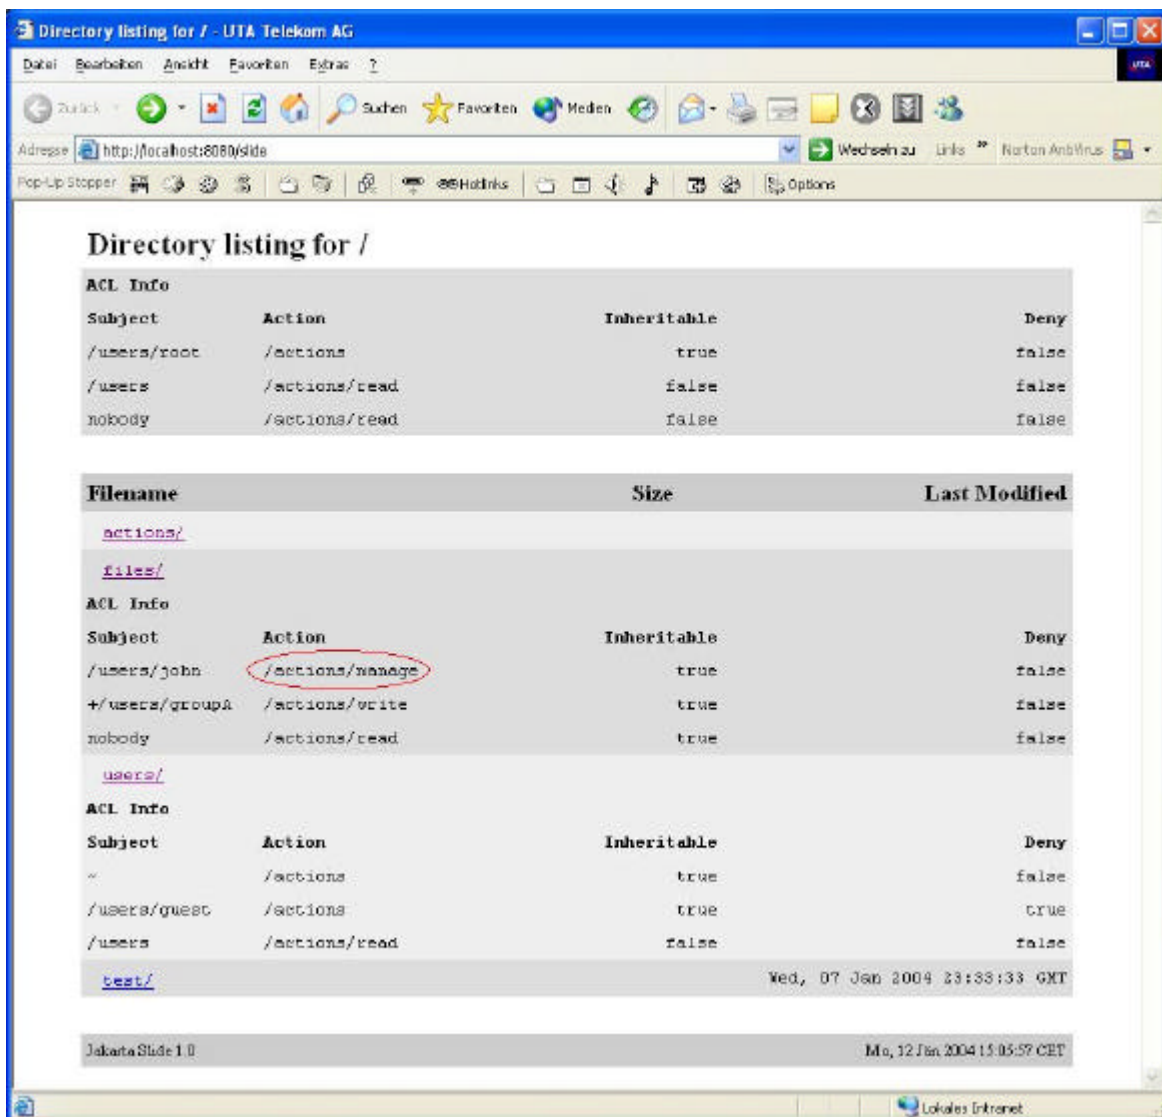 Directory listing for / - UTA Telekom AG
Datei Bearbeiten Ansicht Favoriten Extras ?
UTA
Zurück Suchen Favoriten Medien
Adresse http://localhost:8080/slide Wechseln zu Links » Norton AntiVirus
Pop-Up Stopper Hotlinks Options
Directory listing for /
ACL Info
Subject Action Inheritable Deny
/users/root /actions true false
/users /actions/read false false
nobody /actions/read false false
Filename Size Last Modified
actions/
files/
ACL Info
Subject Action Inheritable Deny
/users/john /actions/manage true false
+/users/groupA /actions/write true false
nobody /actions/read true false
users/
ACL Info
Subject Action Inheritable Deny
~ /actions true false
/users/guest /actions true true
/users /actions/read false false
test/ Wed, 07 Jan 2004 23:33:33 GMT
Jakarta Slide 1.0 Mo, 12 Jän 2004 15:05:57 CET
Lokales Intranet